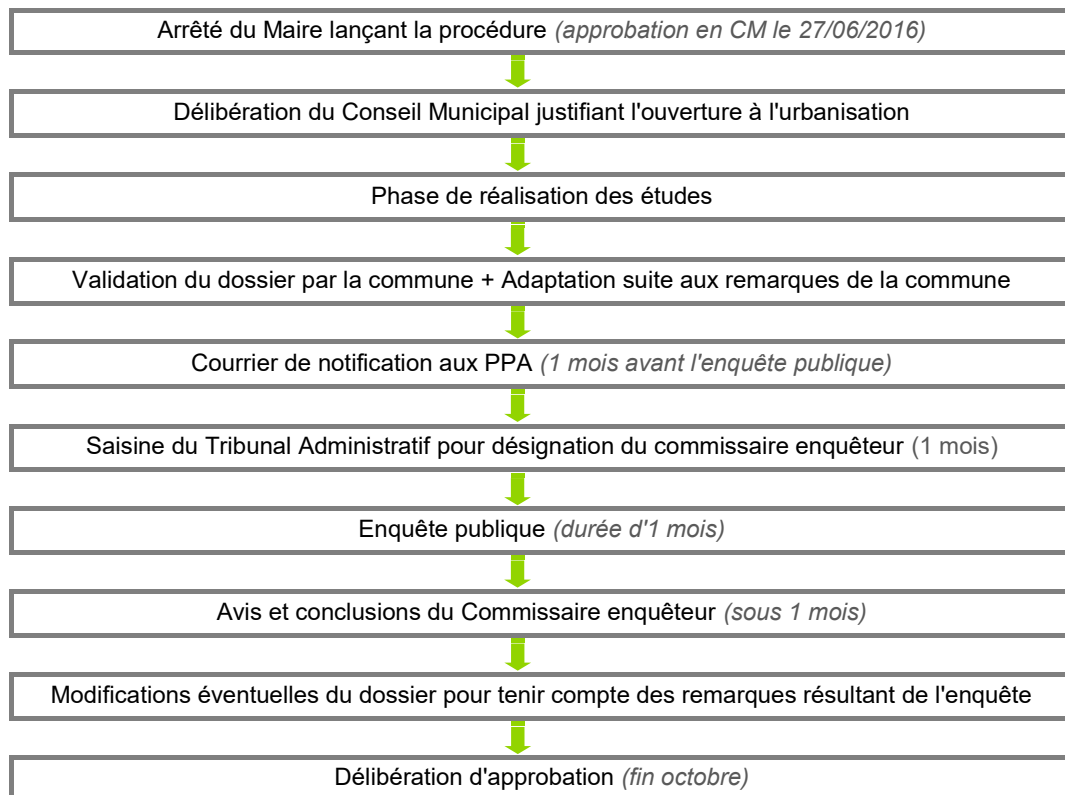 Arrêté du Maire lançant la procédure (approbation en CM le 27/06/2016)
Délibération du Conseil Municipal justifiant l'ouverture à l'urbanisation
Phase de réalisation des études
Validation du dossier par la commune + Adaptation suite aux remarques de la commune
Courrier de notification aux PPA (1 mois avant l'enquête publique)
Saisine du Tribunal Administratif pour désignation du commissaire enquêteur (1 mois)
Enquête publique (durée d'1 mois)
Avis et conclusions du Commissaire enquêteur (sous 1 mois)
Modifications éventuelles du dossier pour tenir compte des remarques résultant de l'enquête
Délibération d'approbation (fin octobre)